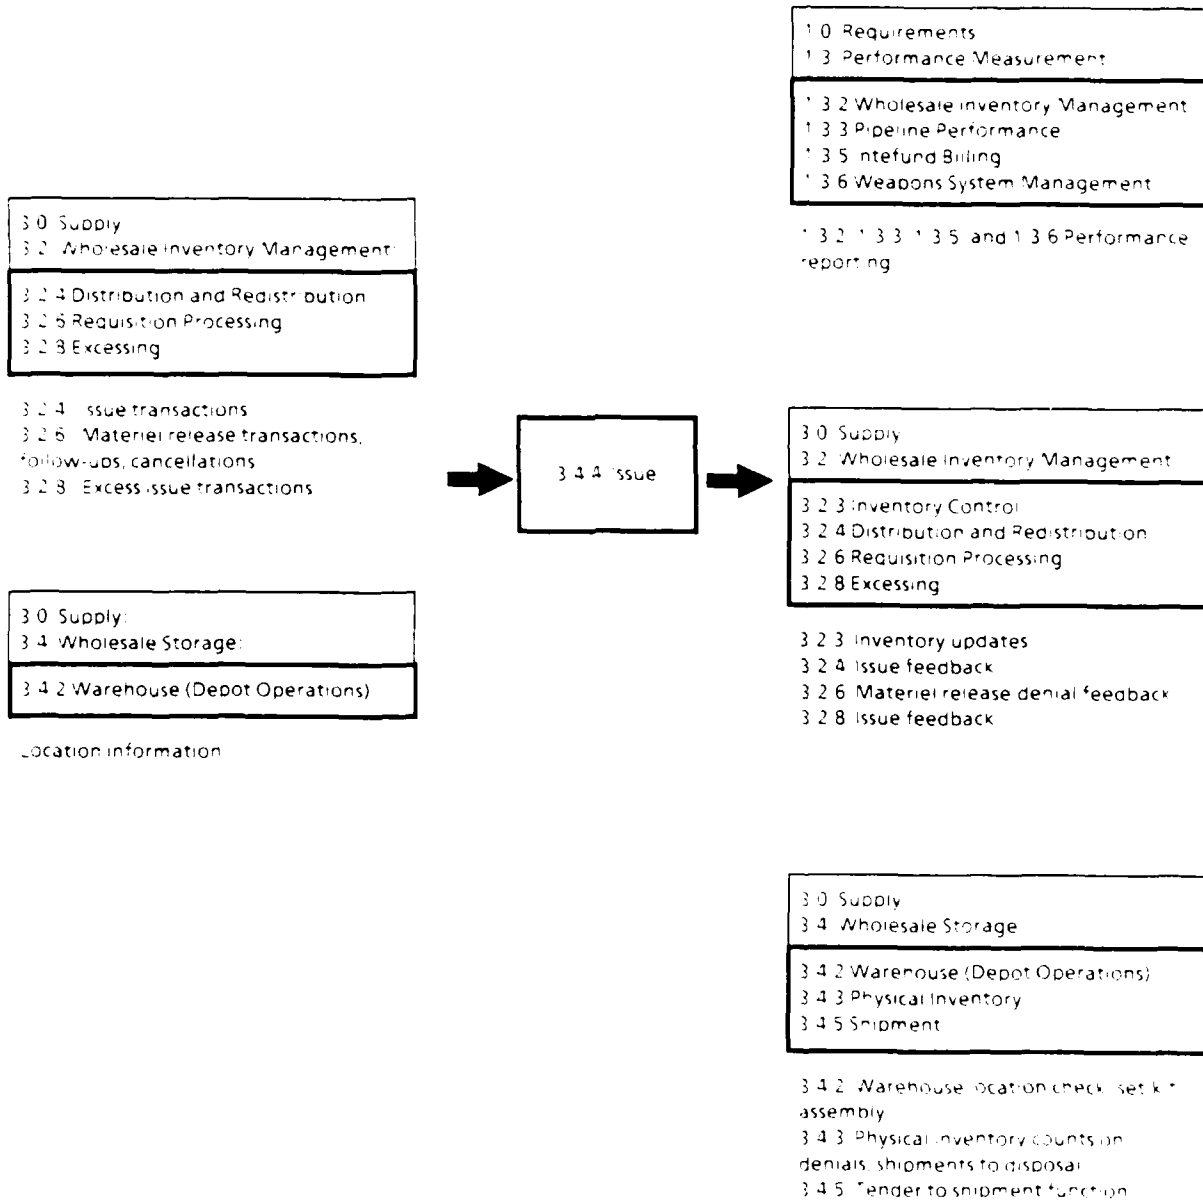 3.0 Supply
3.2 Wholesale Inventory Management:
3.2.4 Distribution and Redistribution
3.2.6 Requisition Processing
3.2.8 Excessing
3.2.4 Issue transactions
3.2.6 Materiel release transactions,
follow-ups, cancellations
3.2.8 Excess issue transactions
3.0 Supply:
3.4 Wholesale Storage:
3.4.2 Warehouse (Depot Operations)
Location information
3.4.4 Issue
1.0 Requirements
1.3 Performance Measurement
1.3.2 Wholesale Inventory Management
1.3.3 Pipeline Performance
1.3.5 Intefund Billing
1.3.6 Weapons System Management
1.3.2, 1.3.3, 1.3.5, and 1.3.6 Performance
reporting
3.0 Supply
3.2 Wholesale Inventory Management
3.2.3 Inventory Control
3.2.4 Distribution and Redistribution
3.2.6 Requisition Processing
3.2.8 Excessing
3.2.3 Inventory updates
3.2.4 Issue feedback
3.2.6 Materiel release denial feedback
3.2.8 Issue feedback
3.0 Supply
3.4 Wholesale Storage
3.4.2 Warehouse (Depot Operations)
3.4.3 Physical Inventory
3.4.5 Shipment
3.4.2 Warehouse location check, set kit
assembly
3.4.3 Physical inventory counts on
denials, shipments to disposal
3.4.5 Tender to shipment function